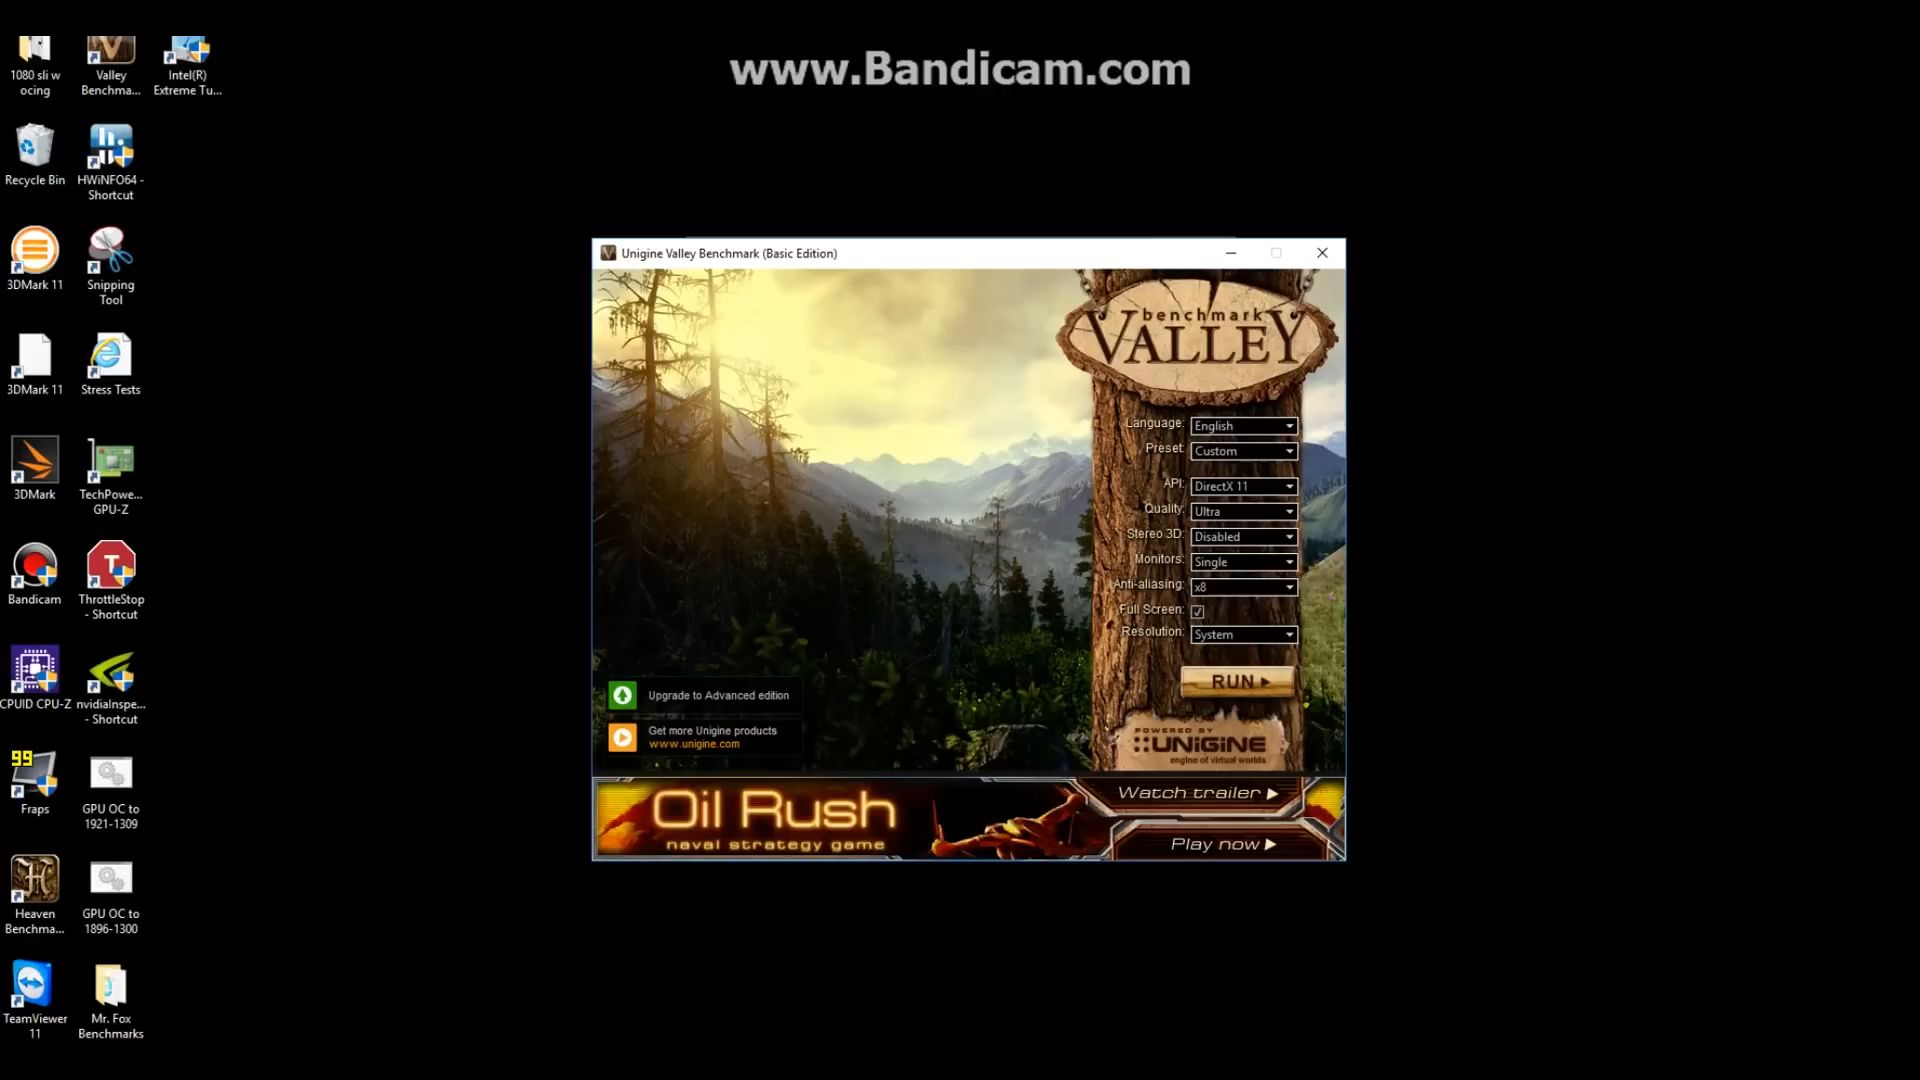 www.Bandicam.com
1080 sli w
ocing
Valley
Benchma...
Intel(R)
Extreme Tu...
Recycle Bin
HWiNFO64 -
Shortcut
3DMark 11
Snipping
Tool
3DMark 11
Stress Tests
3DMark
TechPowe...
GPU-Z
Bandicam
ThrottleStop
- Shortcut
CPUID CPU-Z
nvidiaInspe...
- Shortcut
99
Fraps
GPU OC to
1921-1309
Heaven
Benchma...
GPU OC to
1896-1300
TeamViewer
11
Mr. Fox
Benchmarks
Unigine Valley Benchmark (Basic Edition)
benchmark
VALLEY
Language: English
Preset: Custom
API: DirectX 11
Quality: Ultra
Stereo 3D: Disabled
Monitors: Single
Anti-aliasing: x8
Full Screen:
Resolution: System
RUN
Upgrade to Advanced edition
Get more Unigine products
www.unigine.com
POWERED BY
UNIGINE
engine of virtual worlds
Oil Rush
naval strategy game
Watch trailer
Play now